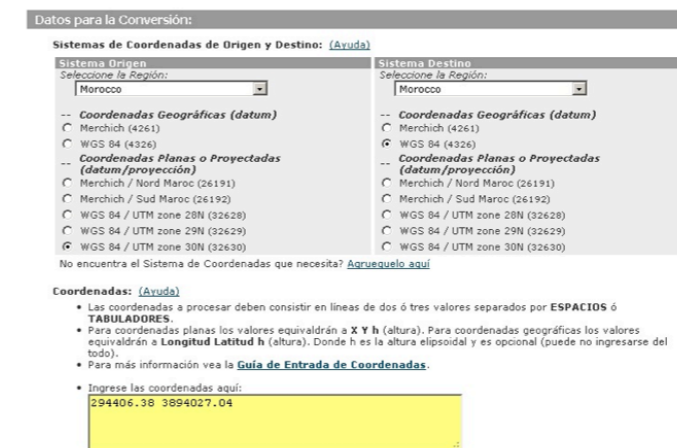 Datos para la Conversión:
Sistemas de Coordenadas de Origen y Destino: (Ayuda)
Sistema Origen
Seleccione la Región:
Morocco
-- Coordenadas Geográficas (datum)
Merchich (4261)
WGS 84 (4326)
-- Coordenadas Planas o Proyectadas
(datum/proyección)
Merchich / Nord Maroc (26191)
Merchich / Sud Maroc (26192)
WGS 84 / UTM zone 28N (32628)
WGS 84 / UTM zone 29N (32629)
WGS 84 / UTM zone 30N (32630)
Sistema Destino
Seleccione la Región:
Morocco
-- Coordenadas Geográficas (datum)
Merchich (4261)
WGS 84 (4326)
-- Coordenadas Planas o Proyectadas
(datum/proyección)
Merchich / Nord Maroc (26191)
Merchich / Sud Maroc (26192)
WGS 84 / UTM zone 28N (32628)
WGS 84 / UTM zone 29N (32629)
WGS 84 / UTM zone 30N (32630)
No encuentra el Sistema de Coordenadas que necesita? Agrueguelo aquí
Coordenadas: (Ayuda)
• Las coordenadas a procesar deben consistir en líneas de dos ó tres valores separados por ESPACIOS ó
TABULADORES.
• Para coordenadas planas los valores equivaldrán a X Y h (altura). Para coordenadas geográficas los valores
equivaldrán a Longitud Latitud h (altura). Donde h es la altura elipsoidal y es opcional (puede no ingresarse del
todo).
• Para más información vea la Guía de Entrada de Coordenadas.
• Ingrese las coordenadas aquí:
294406.38 3894027.04